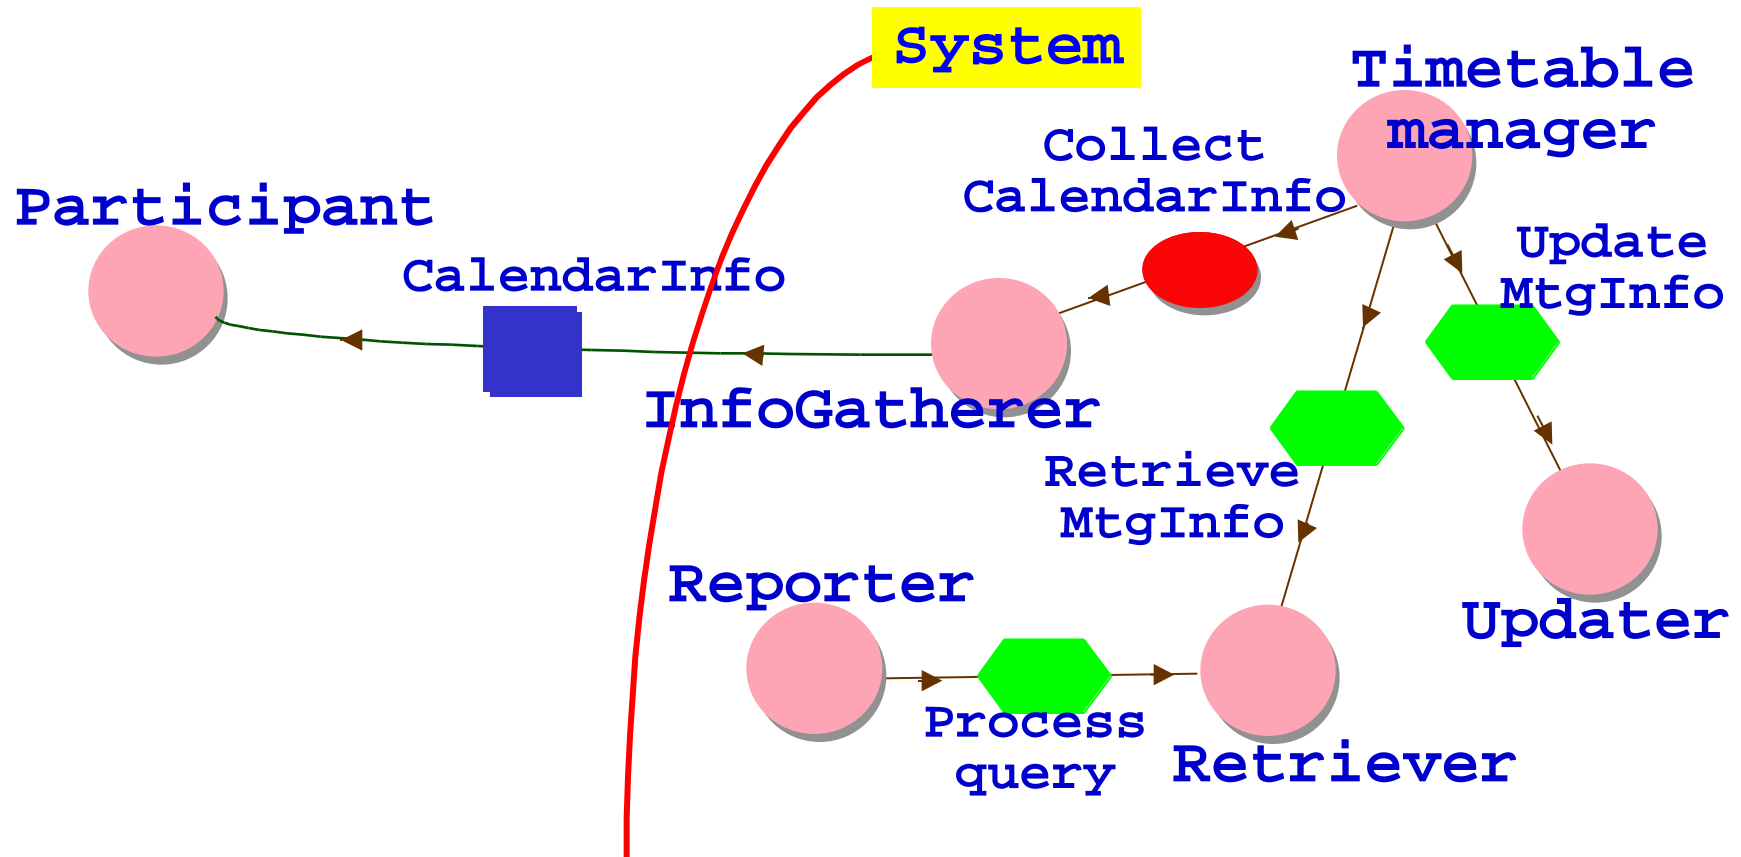 System
Timetable
manager
Collect
CalendarInfo
Participant
Update
MtgInfo
CalendarInfo
InfoGatherer
Retrieve
MtgInfo
Reporter
Updater
Process
query
Retriever